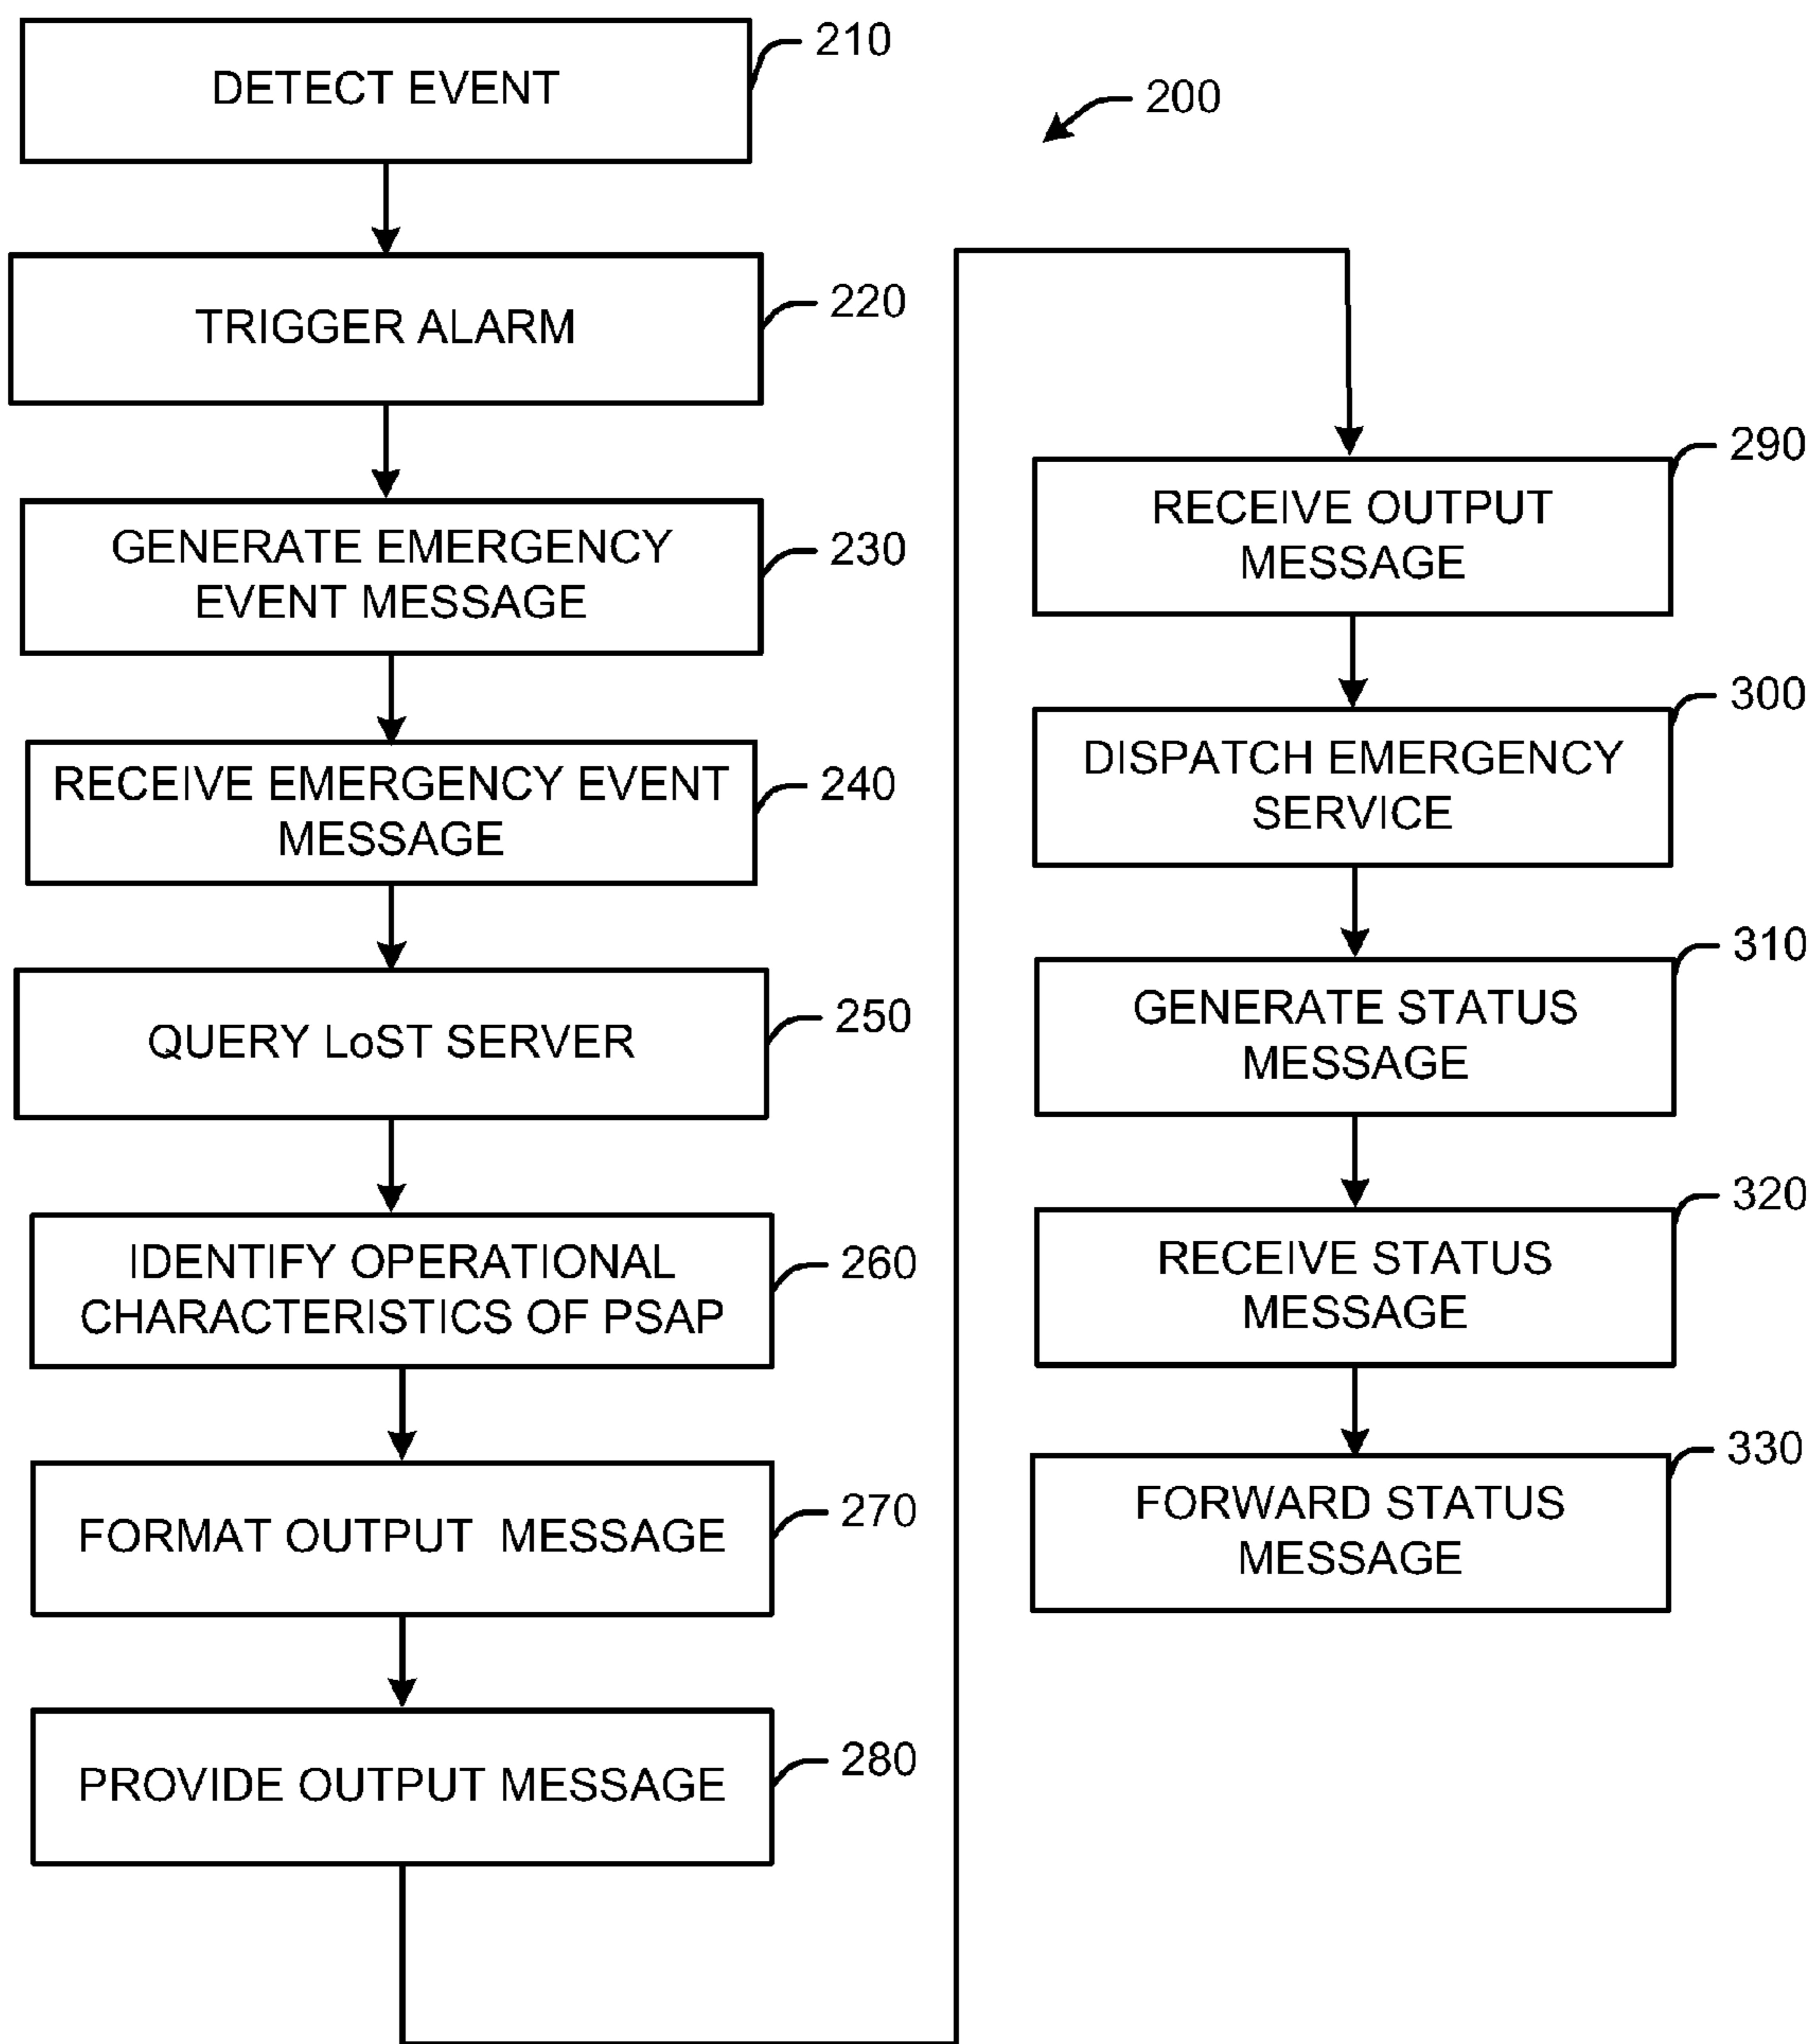 DETECT EVENT
210
200
TRIGGER ALARM
220
GENERATE EMERGENCY
EVENT MESSAGE
230
RECEIVE EMERGENCY EVENT
MESSAGE
240
QUERY LoST SERVER
250
IDENTIFY OPERATIONAL
CHARACTERISTICS OF PSAP
260
FORMAT OUTPUT MESSAGE
270
PROVIDE OUTPUT MESSAGE
280
RECEIVE OUTPUT
MESSAGE
290
DISPATCH EMERGENCY
SERVICE
300
GENERATE STATUS
MESSAGE
310
RECEIVE STATUS
MESSAGE
320
FORWARD STATUS
MESSAGE
330